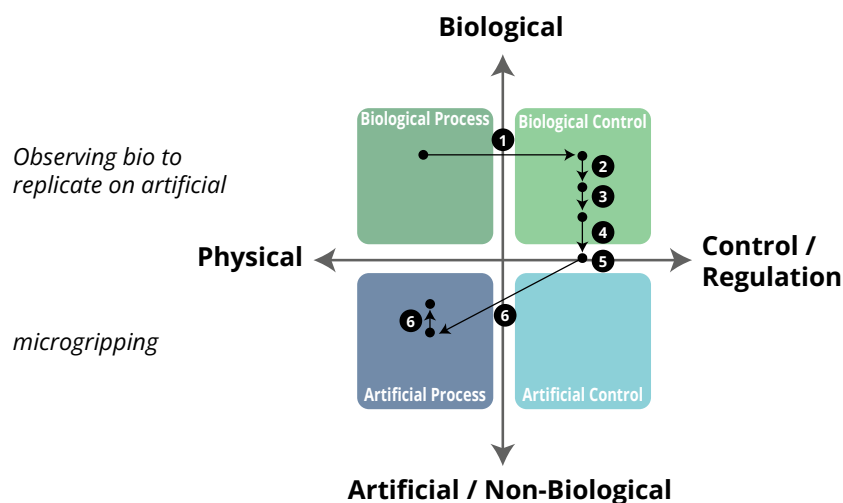 Biological
Biological Process
Biological Control
1
Observing bio to
replicate on artificial
2
3
4
Physical
5
Control /
Regulation
6
6
microgripping
Artificial Process
Artificial Control
Artificial / Non-Biological